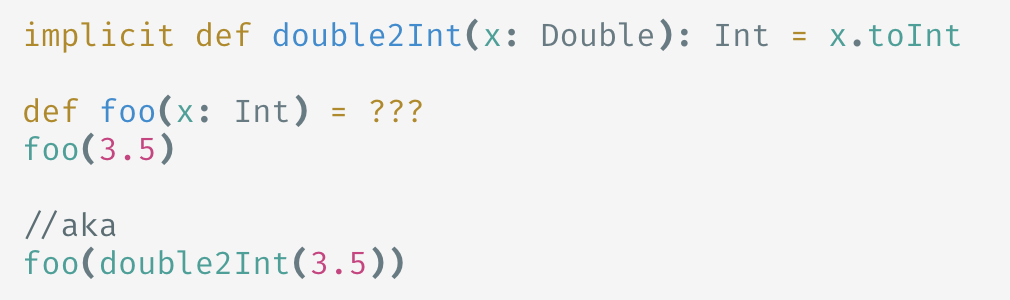 implicit def double2Int(x: Double): Int = x.toInt
def foo(x: Int) = ???
foo(3.5)
//aka
foo(double2Int(3.5))